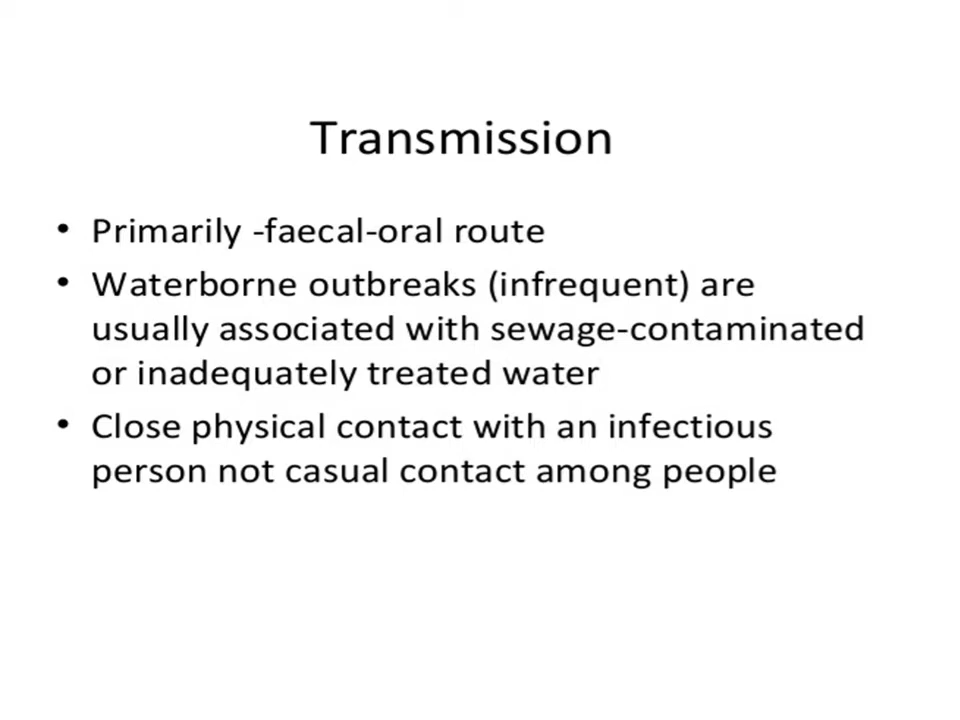 Transmission
• Primarily -faecal-oral route
• Waterborne outbreaks (infrequent) are
usually associated with sewage-contaminated
or inadequately treated water
• Close physical contact with an infectious
person not casual contact among people